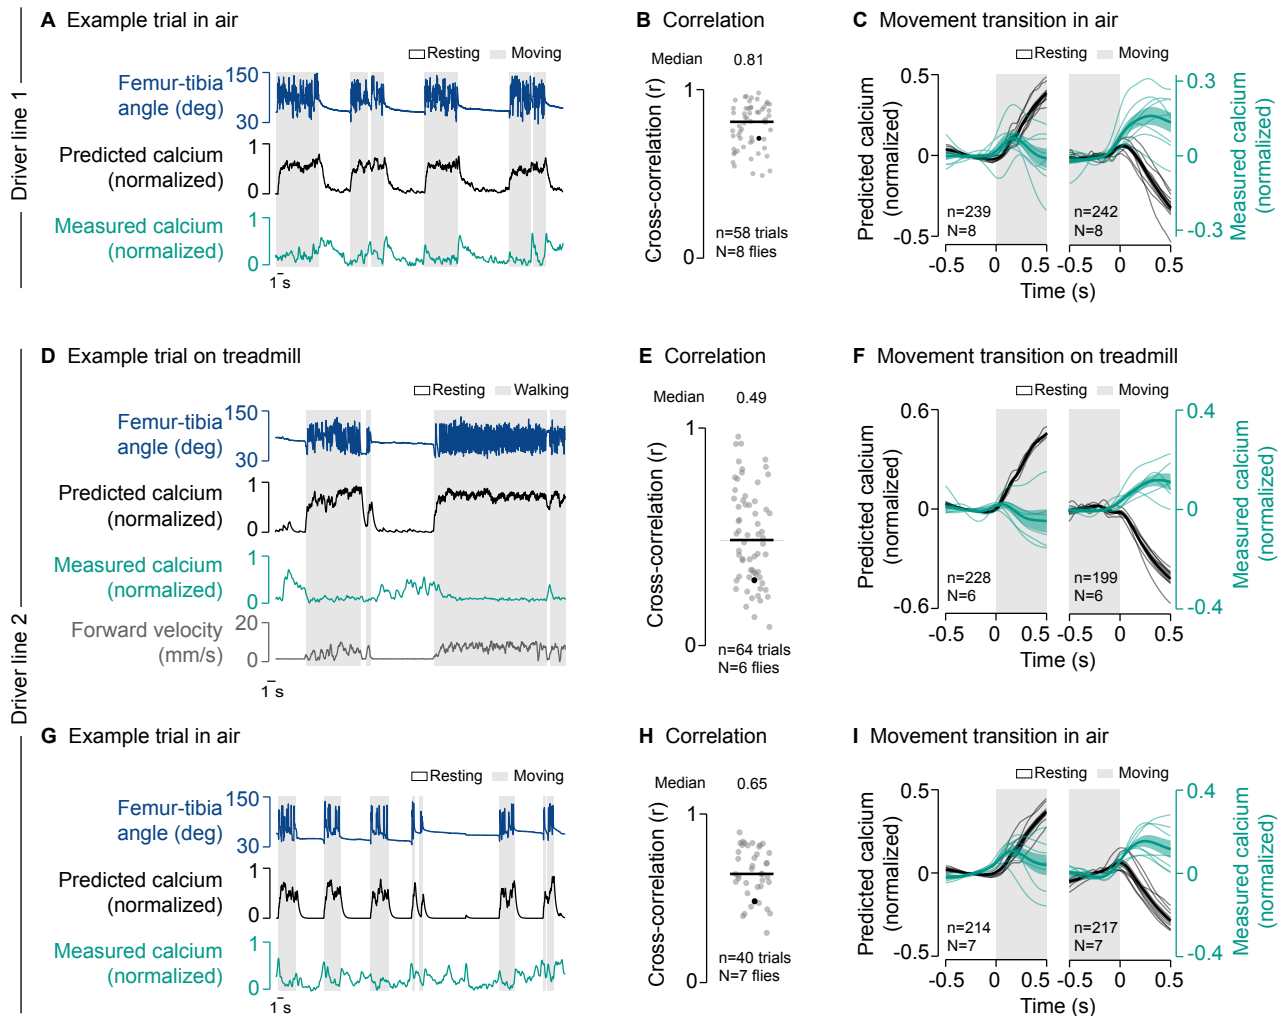 Driver line 1
A Example trial in air
Resting Moving
Femur-tibia
angle (deg)
150
30
Predicted calcium
(normalized)
1
0
Measured calcium
(normalized)
1
0
1 s
B Correlation
Median 0.81
Cross-correlation (r)
1
0
n=58 trials
N=8 flies
C Movement transition in air
Resting Moving
Predicted calcium
(normalized)
0.5
0
-0.5
n=239
N=8
n=242
N=8
0.3
0
-0.3
Measured calcium
(normalized)
-0.5 0 0.5 -0.5 0 0.5
Time (s)
Driver line 2
D Example trial on treadmill
Resting Walking
Femur-tibia
angle (deg)
150
30
Predicted calcium
(normalized)
1
0
Measured calcium
(normalized)
1
0
Forward velocity
(mm/s)
20
0
1 s
E Correlation
Median 0.49
Cross-correlation (r)
1
0
n=64 trials
N=6 flies
F Movement transition on treadmill
Resting Moving
Predicted calcium
(normalized)
0.6
0
-0.6
n=228
N=6
n=199
N=6
0.4
0
-0.4
Measured calcium
(normalized)
-0.5 0 0.5 -0.5 0 0.5
Time (s)
G Example trial in air
Resting Moving
Femur-tibia
angle (deg)
150
30
Predicted calcium
(normalized)
1
0
Measured calcium
(normalized)
1
0
1 s
H Correlation
Median 0.65
Cross-correlation (r)
1
0
n=40 trials
N=7 flies
I Movement transition in air
Resting Moving
Predicted calcium
(normalized)
0.5
0
-0.5
n=214
N=7
n=217
N=7
0.4
0
-0.4
Measured calcium
(normalized)
-0.5 0 0.5 -0.5 0 0.5
Time (s)